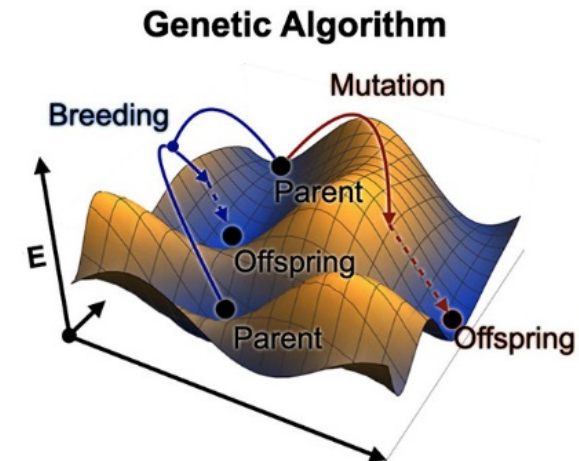 Genetic Algorithm
Mutation
Breeding
Parent
E
Offspring
Parent
Offspring